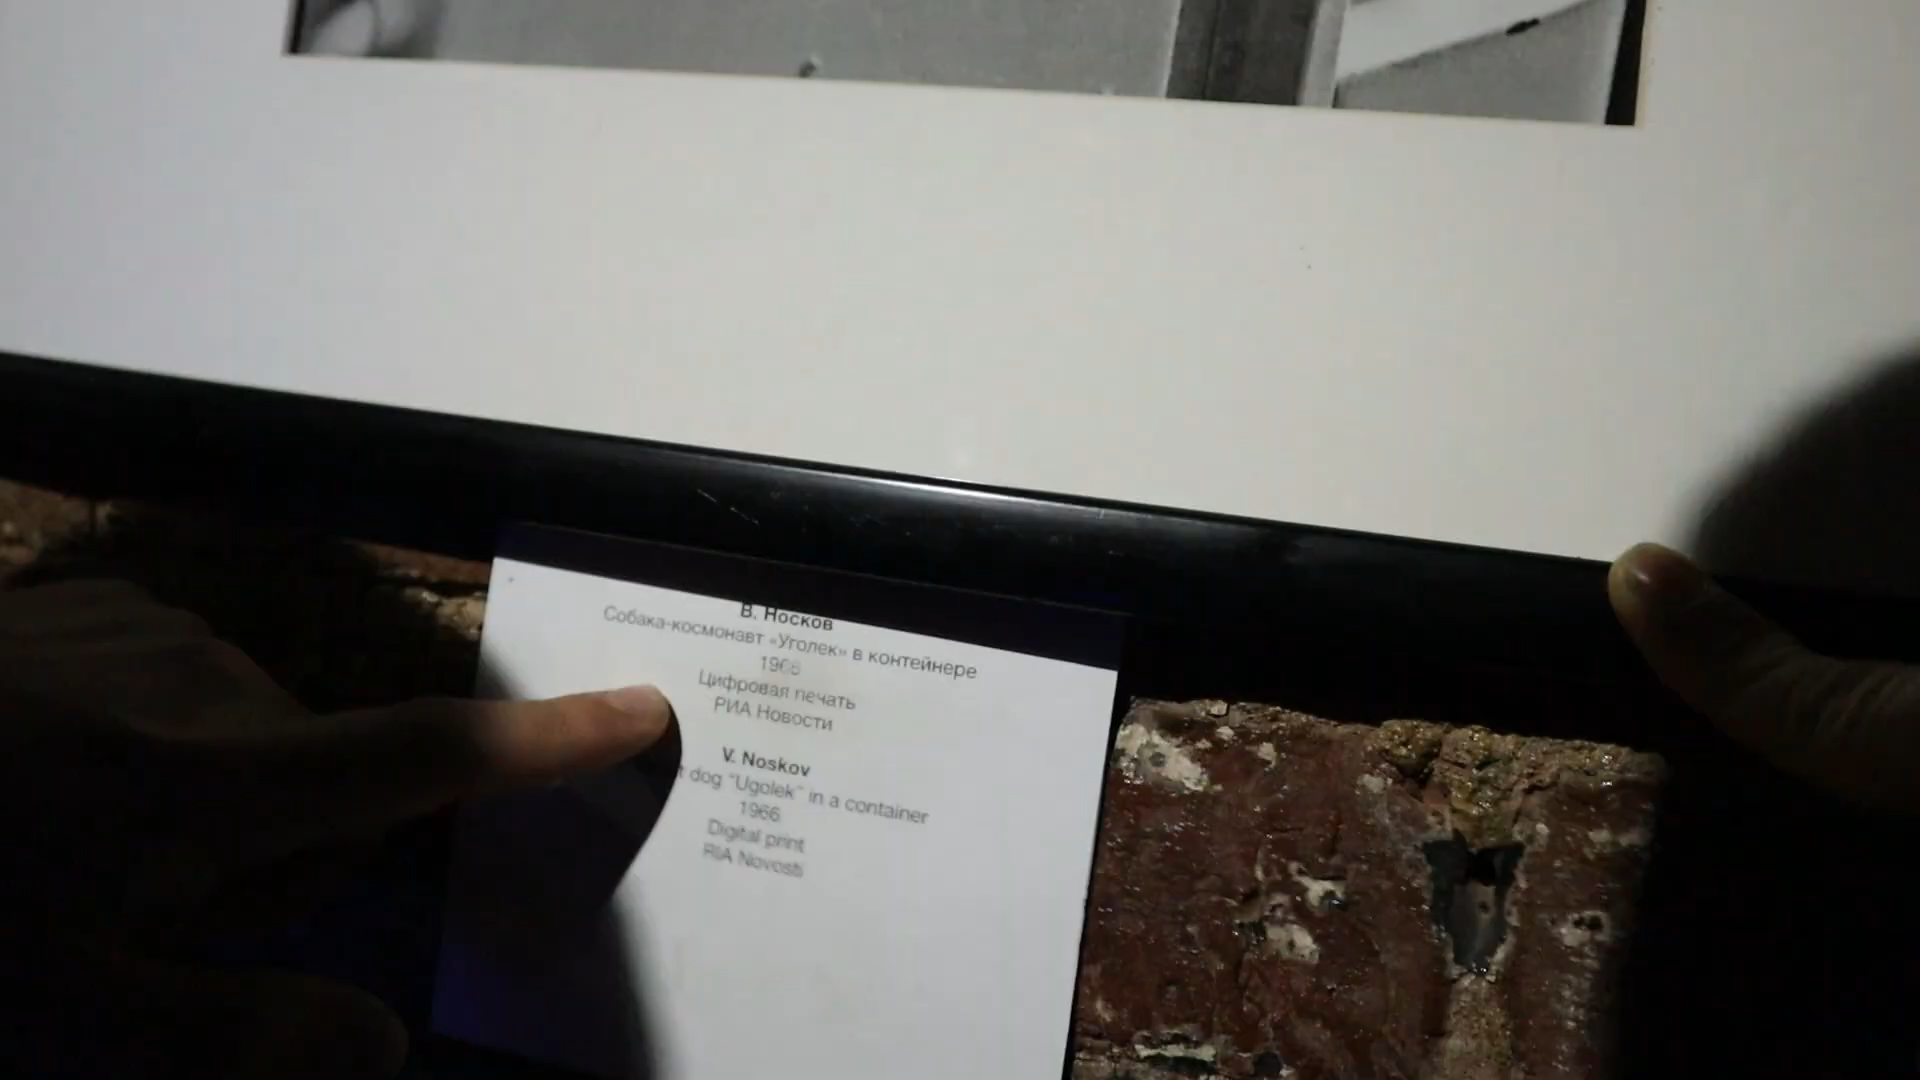 В. Носков
Собака-космонавт «Уголек» в контейнере
1966
Цифровая печать
РИА Новости
V. Noskov
dog "Ugolek" in a container
1966
Digital print
RIA Novosti